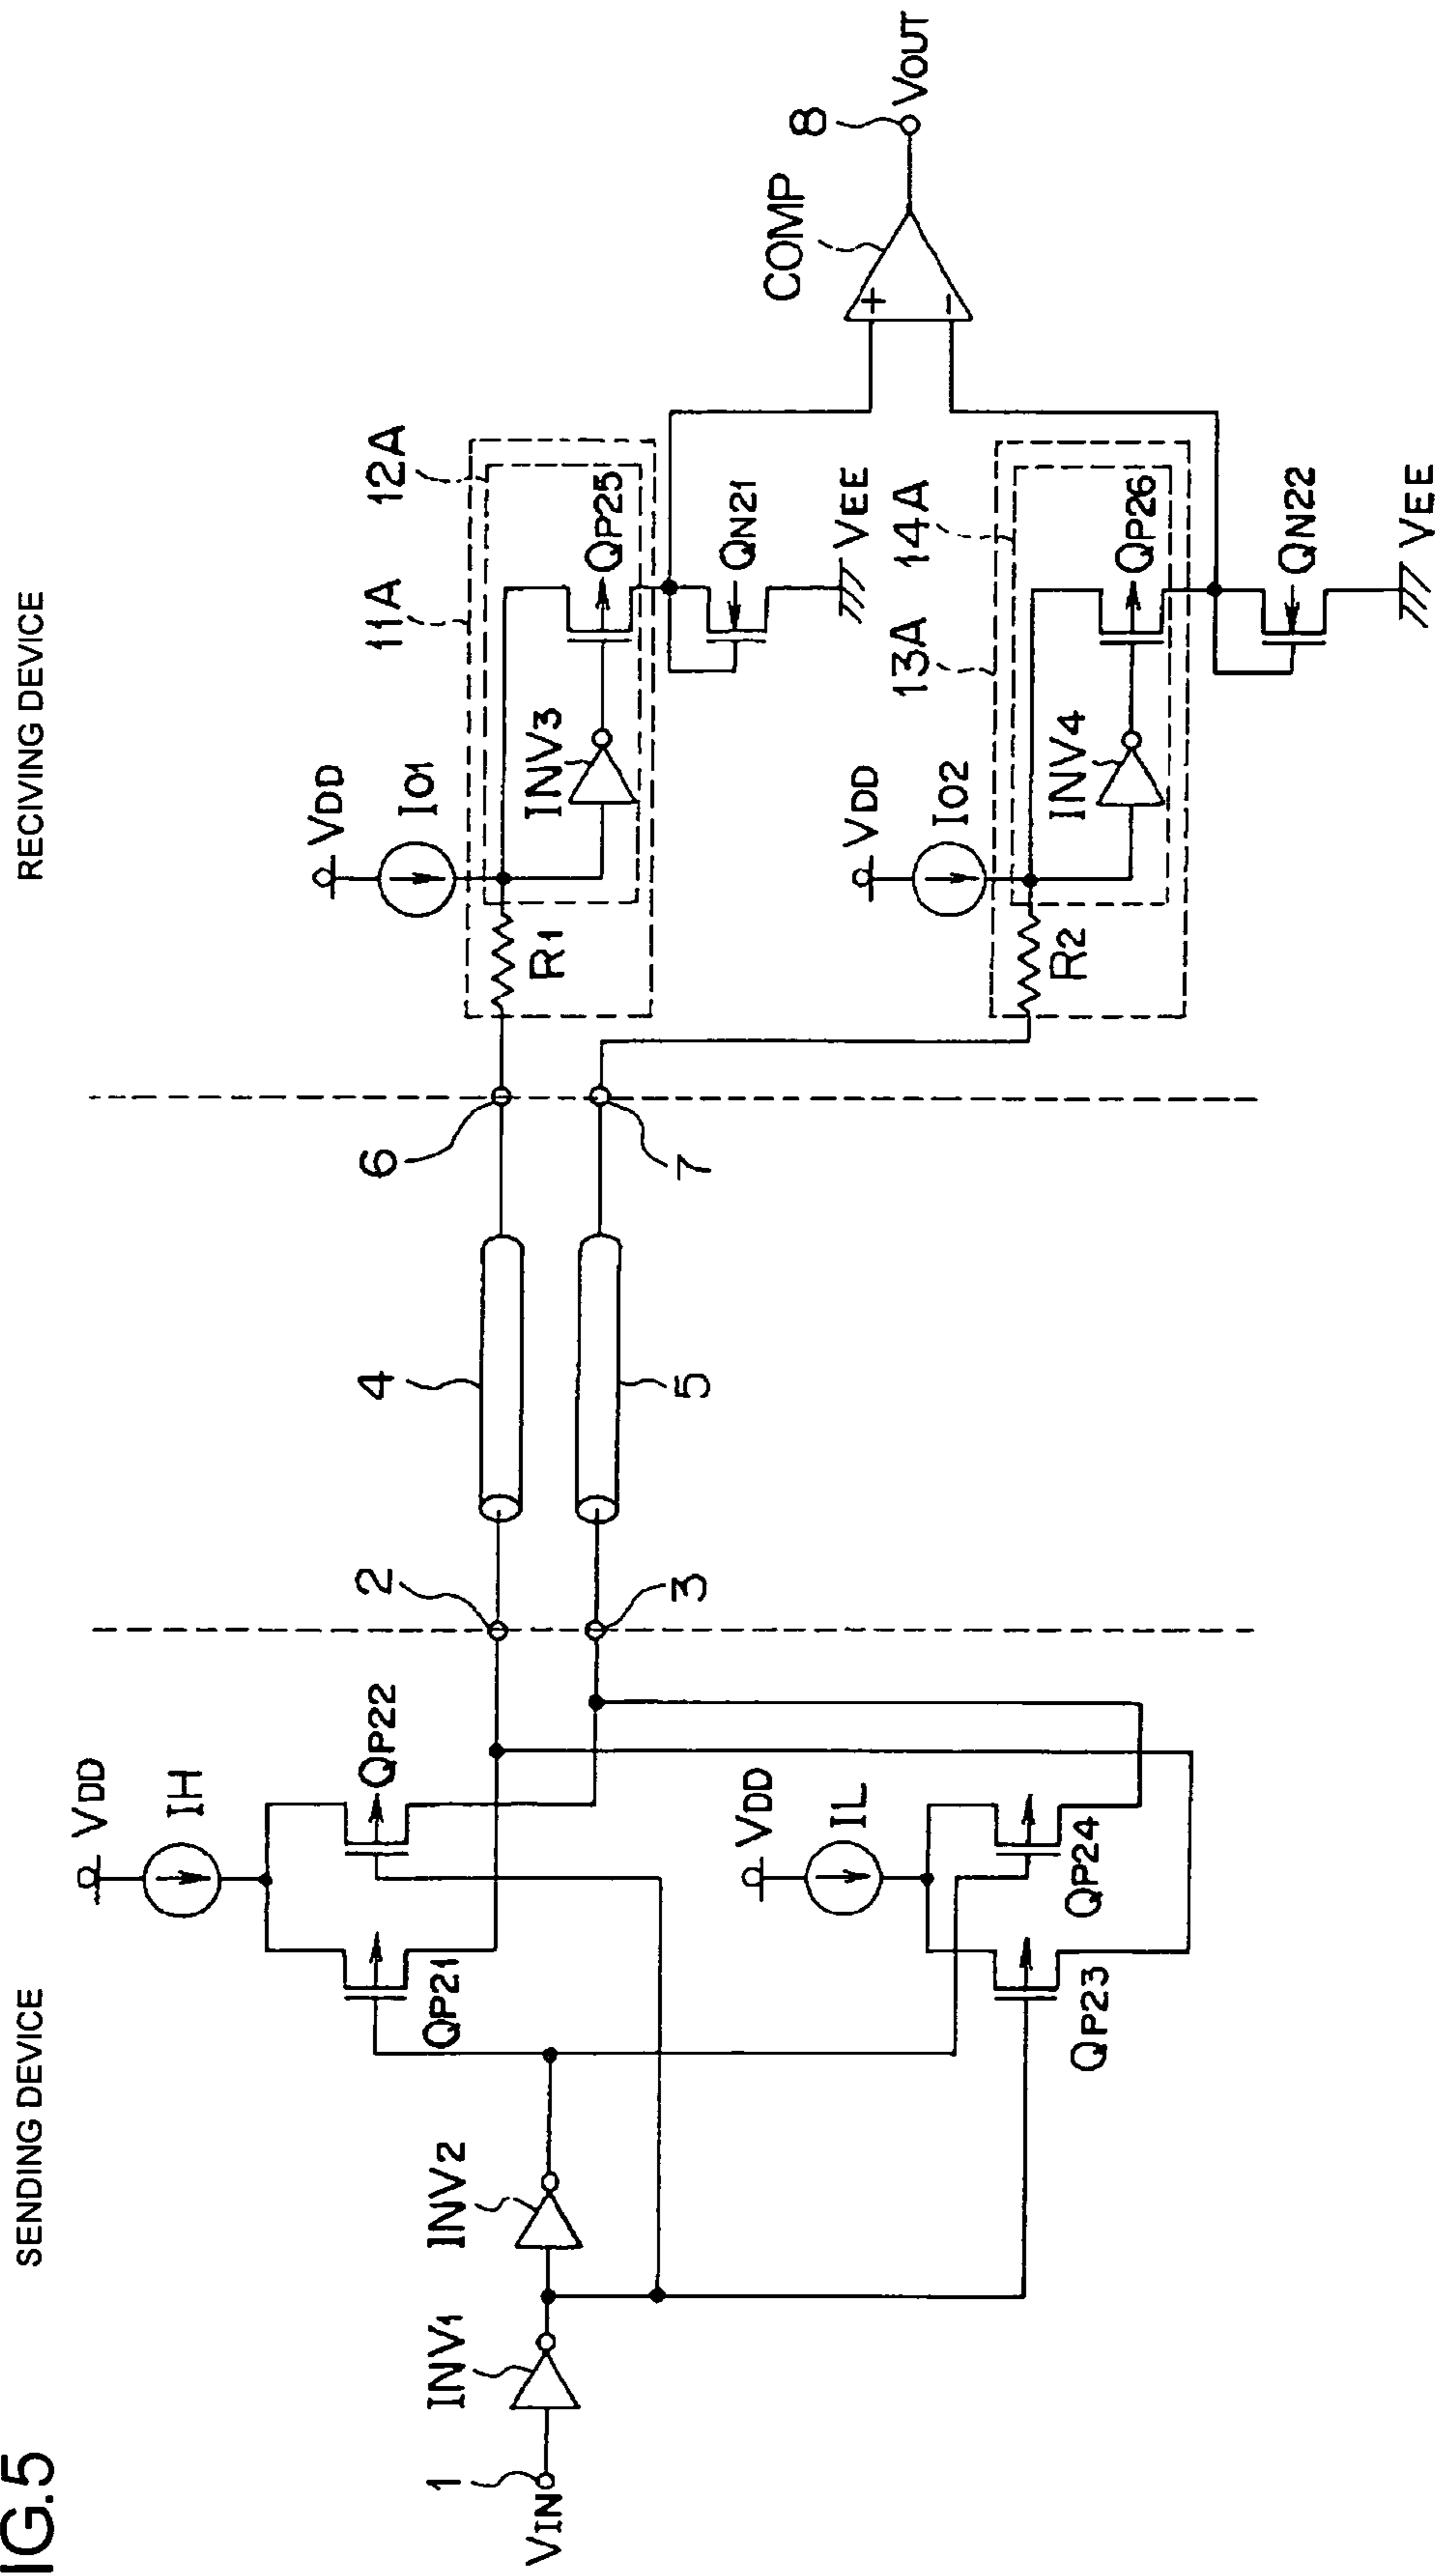 IG.5
SENDING DEVICE
RECIVING DEVICE
VDD
IH
QP22
QP21
2
4
6
VDD
IO1
11A
12A
INV3
QP25
R1
QN21
VEE
COMP
+
-
8
VOUT
1
VIN
INV1
INV2
3
5
7
VDD
IL
QP24
QP23
VDD
IO2
13A
14A
INV4
QP26
R2
QN22
VEE